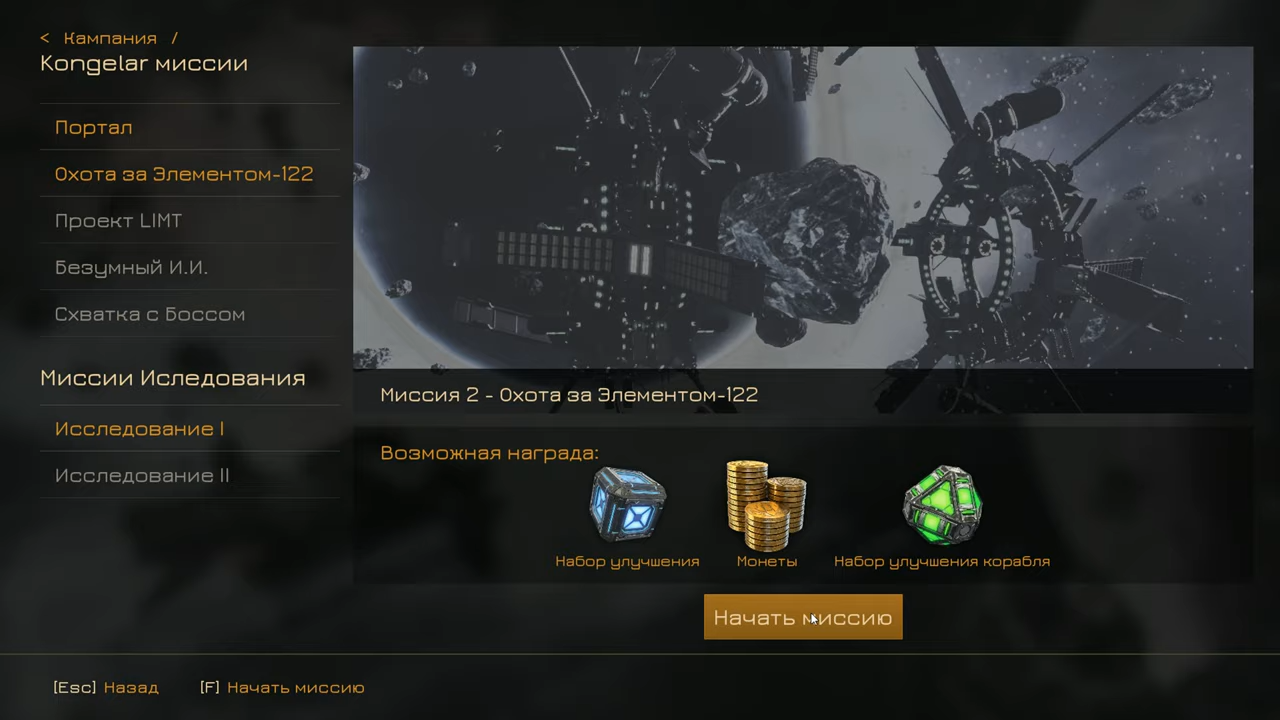 < Кампания /
Kongelar миссии
Портал
Охота за Элементом-122
Проект LIMT
Безумный И.И.
Схватка с Боссом
Миссии Иследования
Исследование I
Исследование II
Миссия 2 - Охота за Элементом-122
Возможная награда:
Набор улучшения
Монеты
Набор улучшения корабля
Начать миссию
[Esc] Назад
[F] Начать миссию